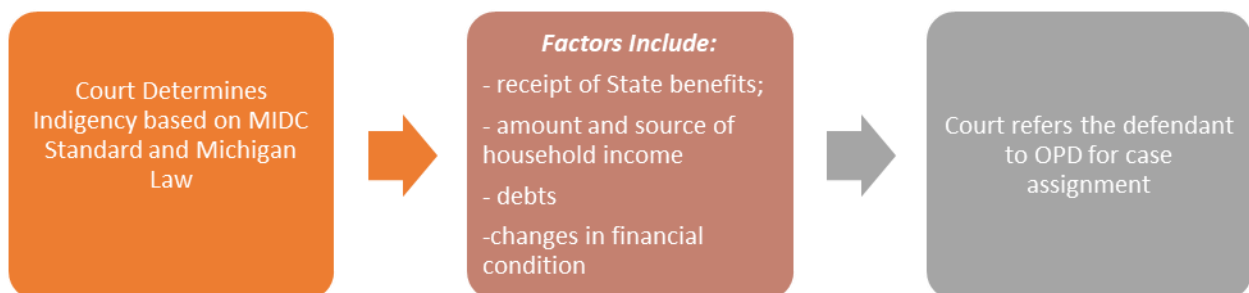 Court Determines
Indigency based on MIDC
Standard and Michigan
Law
Factors Include:
- receipt of State benefits;
- amount and source of
household income
- debts
-changes in financial
condition
Court refers the defendant
to OPD for case
assignment